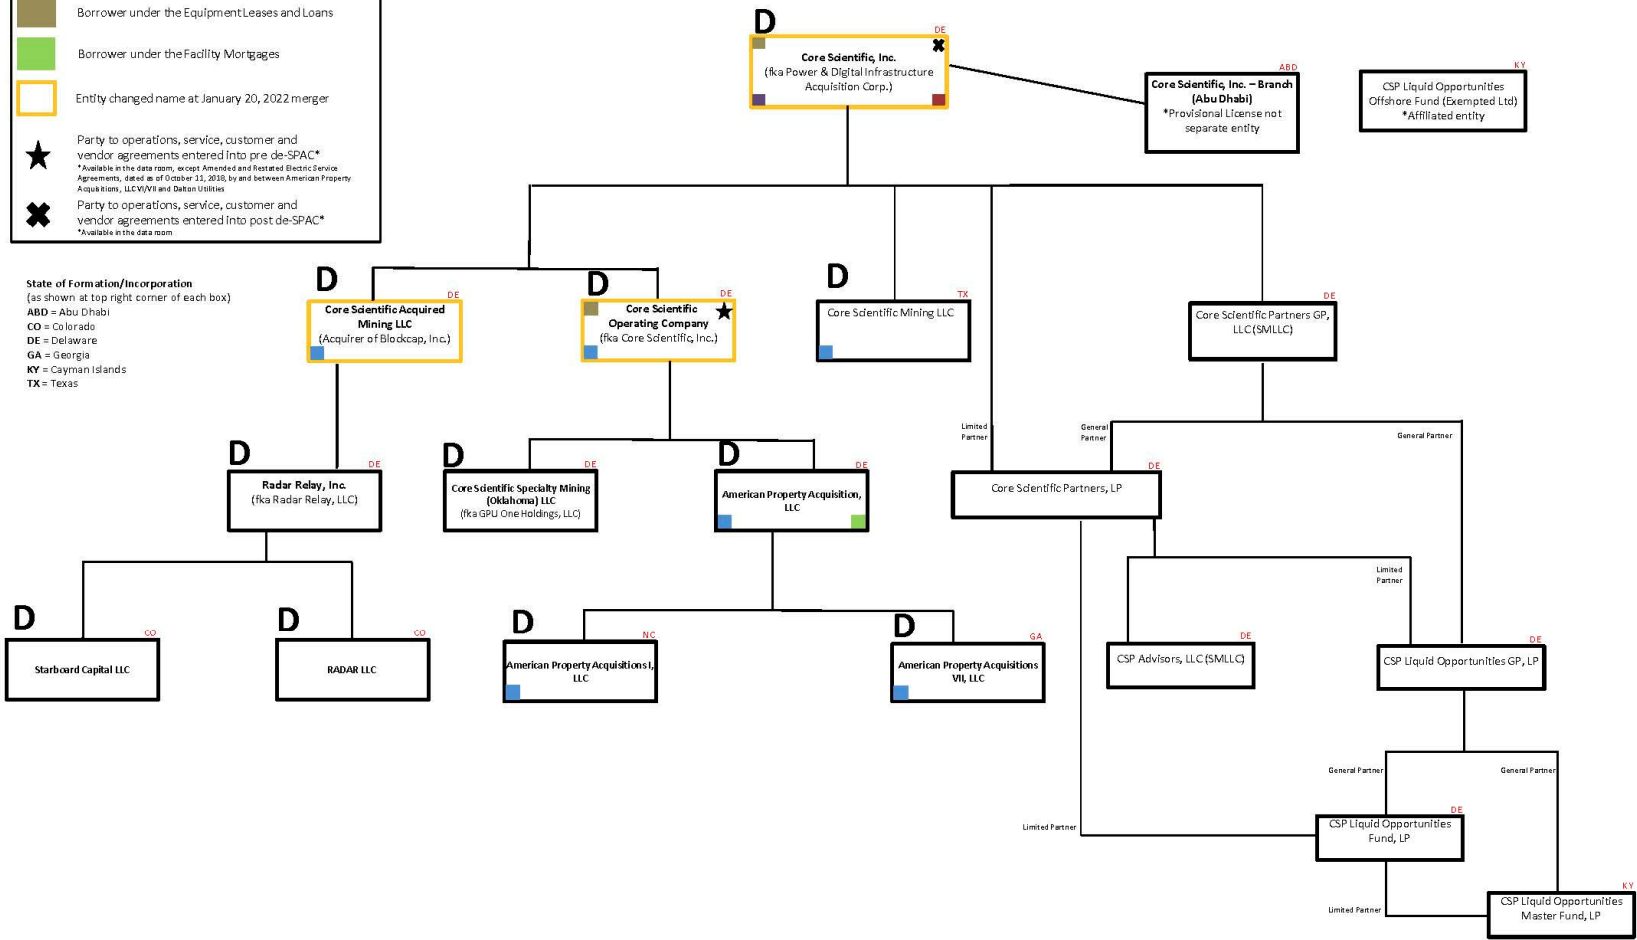 Borrower under the Equipment Leases and Loans
Borrower under the Facility Mortgages
Entity changed name at January 20, 2022 merger
Party to operations, service, customer and
vendor agreements entered into pre de-SPAC*
*Available in the data room, except Amended and Restated Electric Service
Agreements, dated as of October 11, 2018, by and between American Property
Acquisitions, LLC VI/VII and Dalton Utilities
Party to operations, service, customer and
vendor agreements entered into post de-SPAC*
*Available in the data room
State of Formation/Incorporation
(as shown at top right corner of each box)
ABD = Abu Dhabi
CO = Colorado
DE = Delaware
GA = Georgia
KY = Cayman Islands
TX = Texas
D
DE
Core Scientific, Inc.
(fka Power & Digital Infrastructure
Acquisition Corp.)
ABD
Core Scientific, Inc. – Branch
(Abu Dhabi)
*Provisional License not
separate entity
KY
CSP Liquid Opportunities
Offshore Fund (Exempted Ltd)
*Affiliated entity
D
DE
Core Scientific Acquired
Mining LLC
(Acquirer of Blockcap, Inc.)
D
DE
Core Scientific
Operating Company
(fka Core Scientific, Inc.)
D
TX
Core Scientific Mining LLC
DE
Core Scientific Partners GP,
LLC (SMLLC)
Limited
Partner
General
Partner
General Partner
D
DE
Radar Relay, Inc.
(fka Radar Relay, LLC)
D
DE
Core Scientific Specialty Mining
(Oklahoma) LLC
(fka GPU One Holdings, LLC)
D
DE
American Property Acquisition,
LLC
DE
Core Scientific Partners, LP
Limited
Partner
D
CO
Starboard Capital LLC
D
CO
RADAR LLC
D
NC
American Property Acquisitions I,
LLC
D
GA
American Property Acquisitions
VII, LLC
DE
CSP Advisors, LLC (SMLLC)
DE
CSP Liquid Opportunities GP, LP
General Partner
General Partner
Limited Partner
DE
CSP Liquid Opportunities
Fund, LP
Limited Partner
KY
CSP Liquid Opportunities
Master Fund, LP